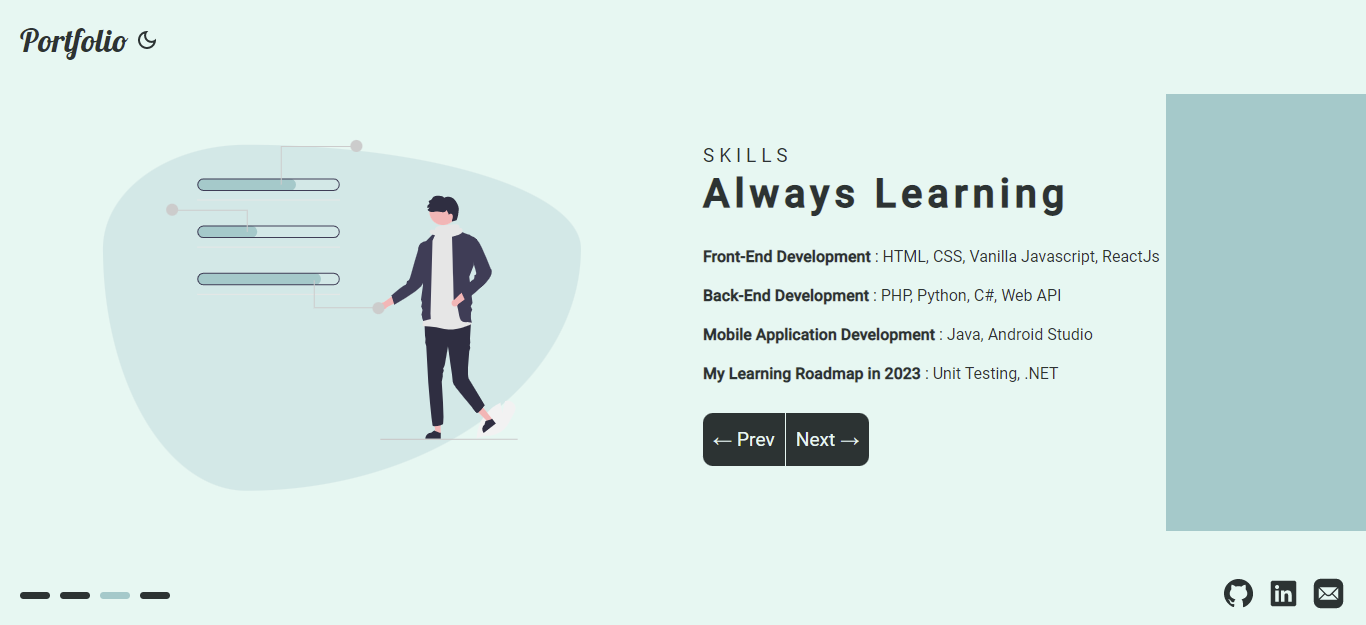 Portfolio
SKILLS
Always Learning
Front-End Development : HTML, CSS, Vanilla Javascript, ReactJs
Back-End Development : PHP, Python, C#, Web API
Mobile Application Development : Java, Android Studio
My Learning Roadmap in 2023 : Unit Testing, .NET
← Prev Next →
in